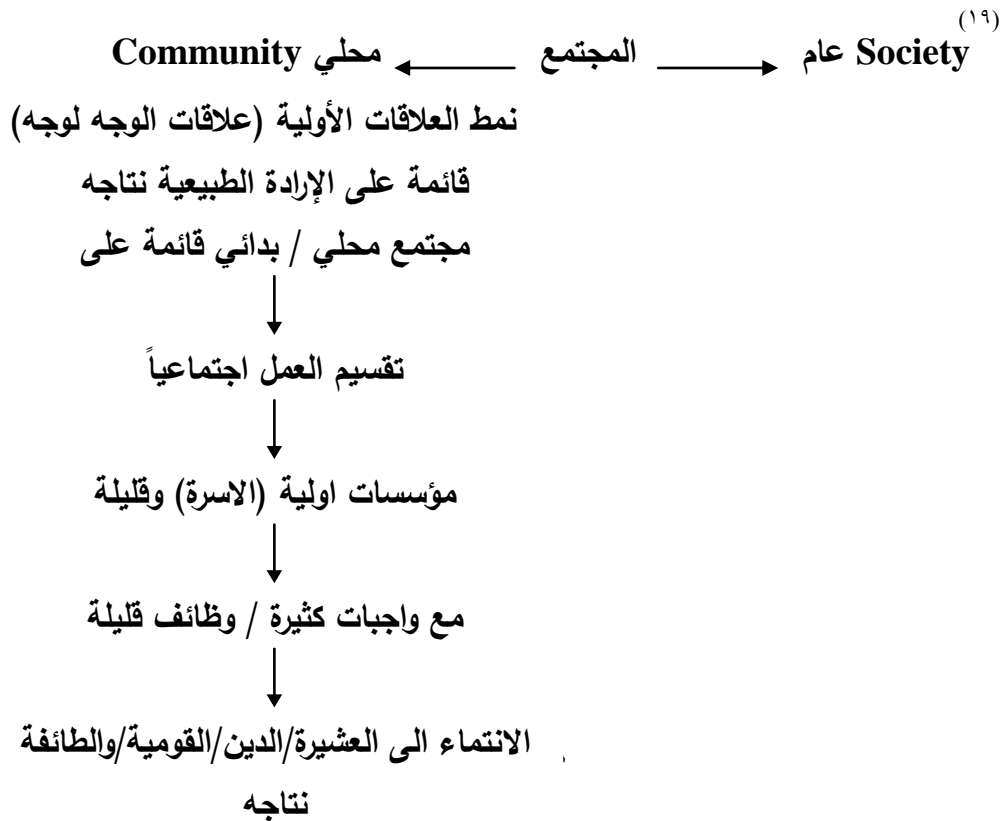 (١٩)
Society عام المجتمع محلي Community
نمط العلاقات الأولية (علاقات الوجه لوجه)
قائمة على الإرادة الطبيعية نتاجه
مجتمع محلي / بدائي قائمة على
تقسيم العمل اجتماعياً
مؤسسات اولية (الاسرة) وقليلة
مع واجبات كثيرة / وظائف قليلة
الانتماء الى العشيرة/الدين/القومية/والطائفة
نتاجه